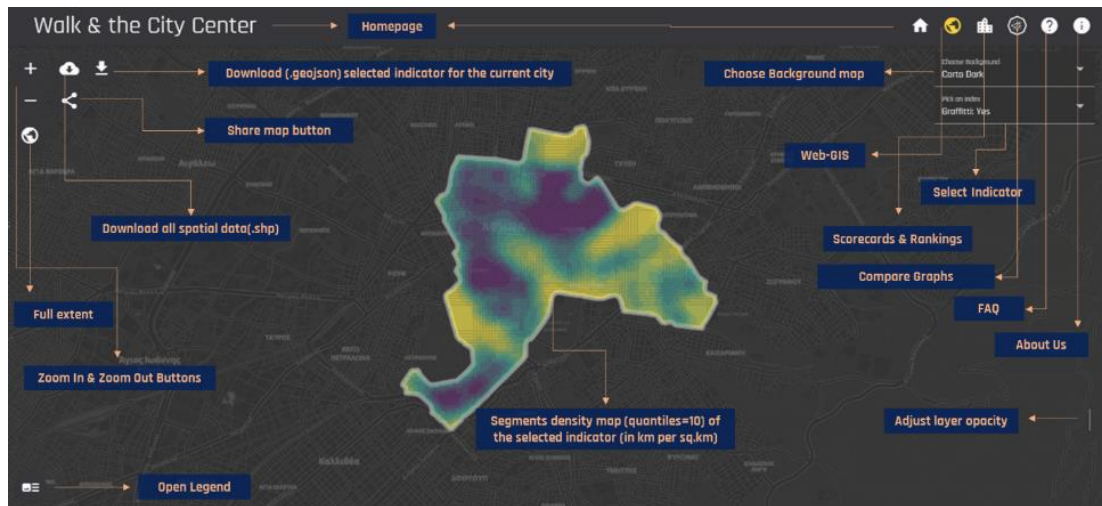 Walk & the City Center
Homepage
Download (.geojson) selected indicator for the current city
Choose Background map
Choose Background
Carto Dark
Pick an Index
Graffitti: Yes
Share map button
Web-GIS
Select Indicator
Download all spatial data(.shp)
Scorecards & Rankings
Compare Graphs
Full extent
FAQ
About Us
Zoom In & Zoom Out Buttons
Segments density map (quantiles=10) of
the selected indicator (in km per sq.km)
Adjust layer opacity
Open Legend
Άγιος Ιωάννης
Καλλιθέα